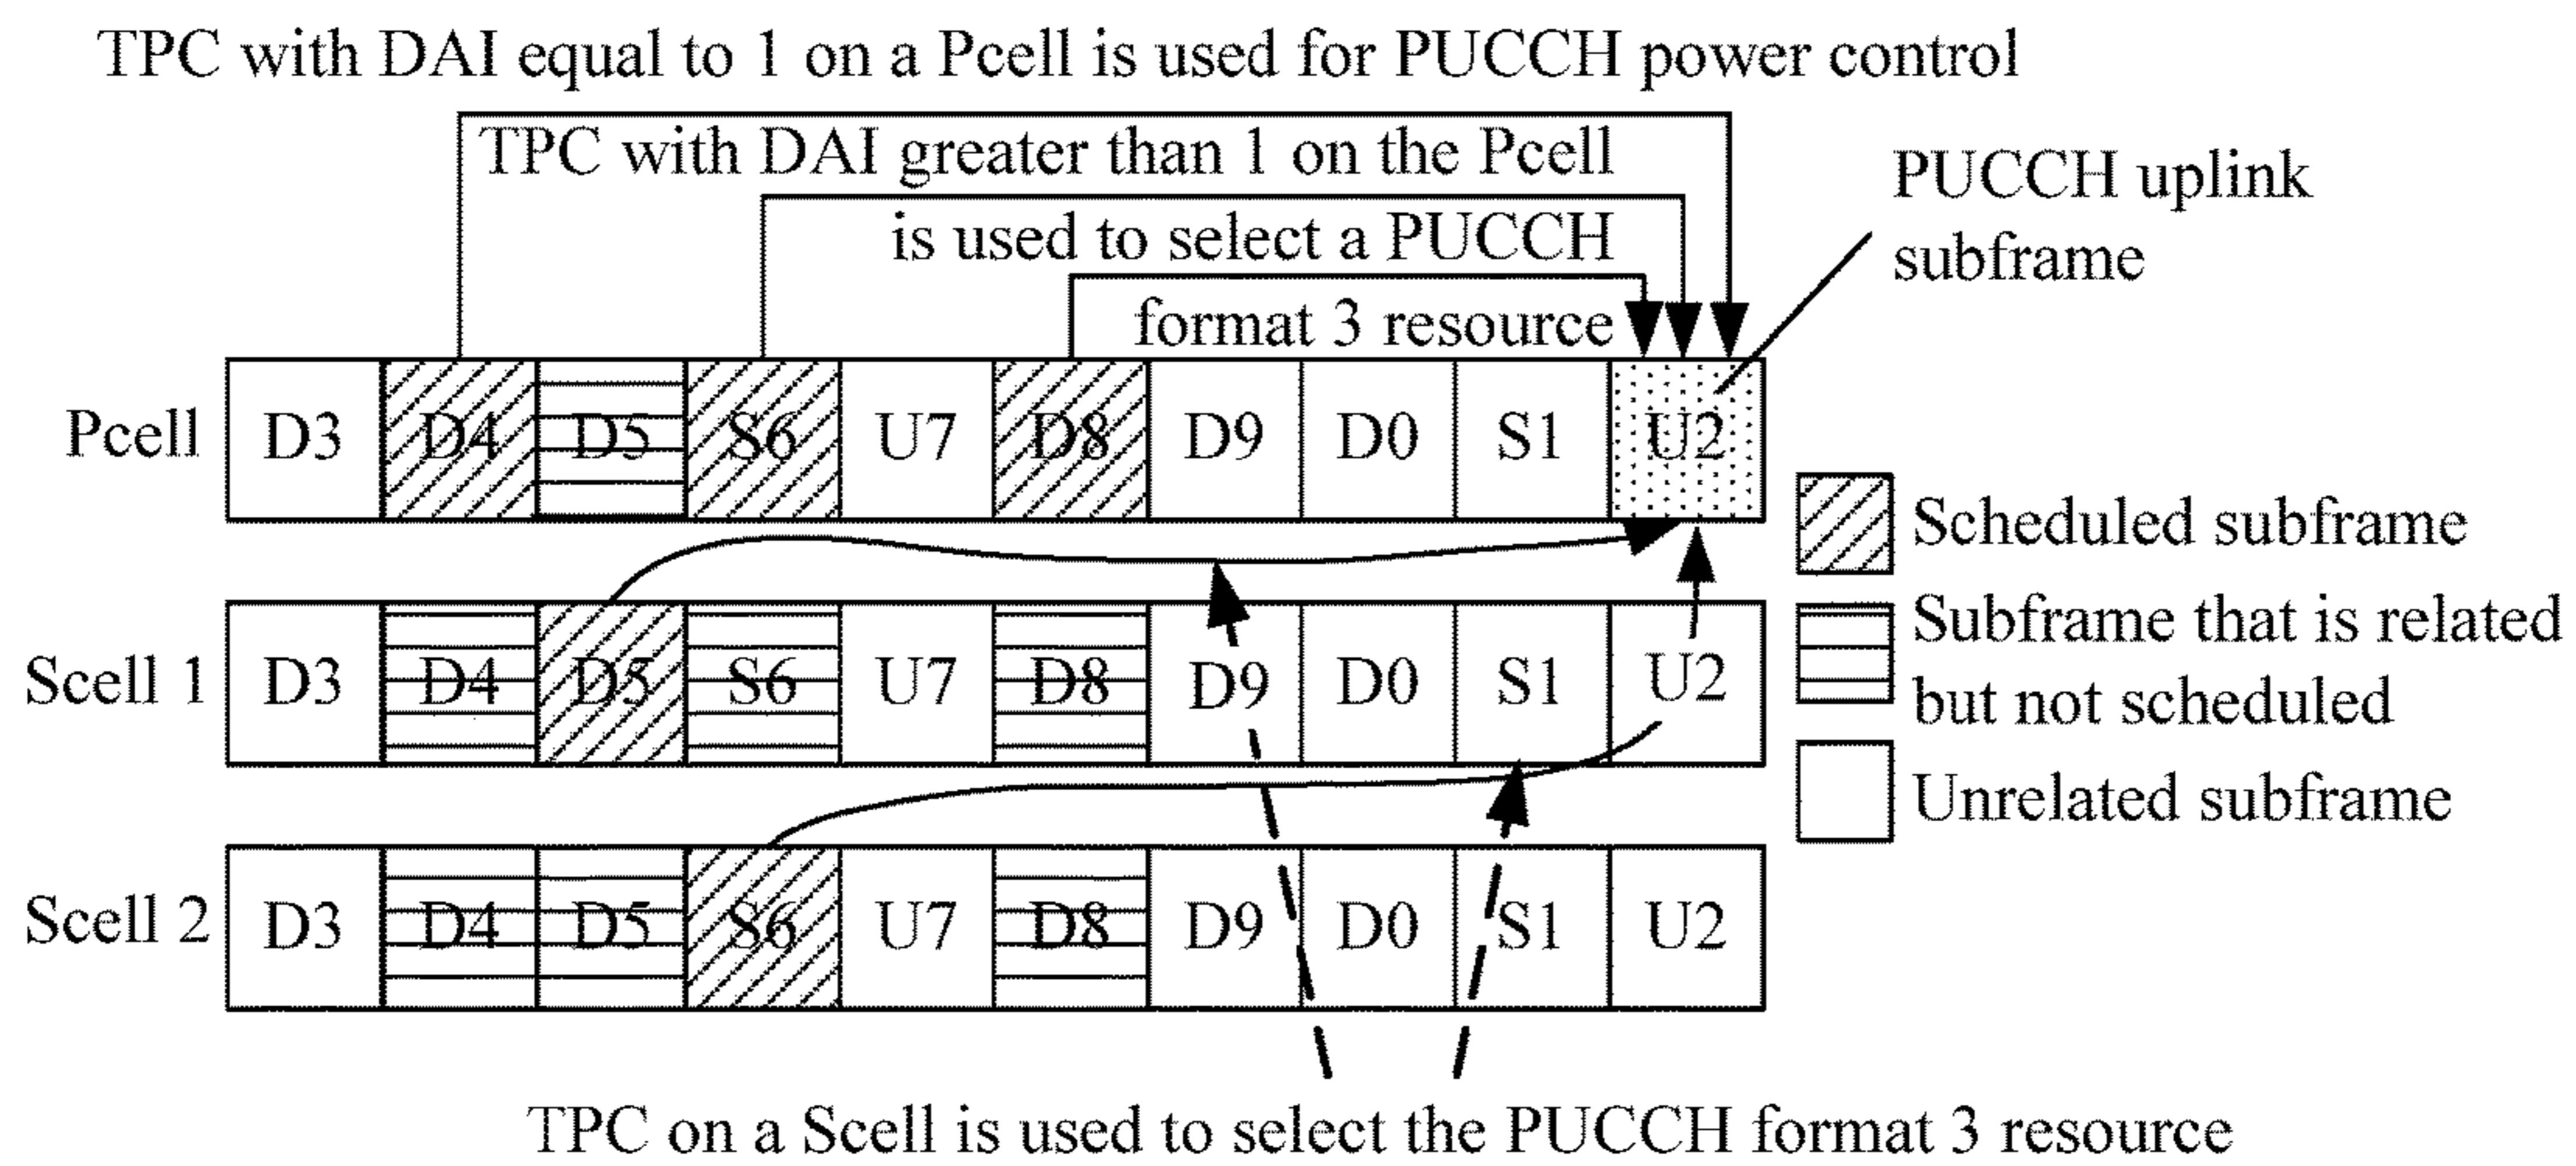 TPC with DAI equal to 1 on a Pcell is used for PUCCH power control
TPC with DAI greater than 1 on the Pcell
is used to select a PUCCH
format 3 resource
PUCCH uplink
subframe
Pcell D3 D4 D5 S6 U7 D8 D9 D0 S1 U2
Scheduled subframe
Subframe that is related
but not scheduled
Unrelated subframe
Scell 1 D3 D4 D5 S6 U7 D8 D9 D0 S1 U2
Scell 2 D3 D4 D5 S6 U7 D8 D9 D0 S1 U2
TPC on a Scell is used to select the PUCCH format 3 resource